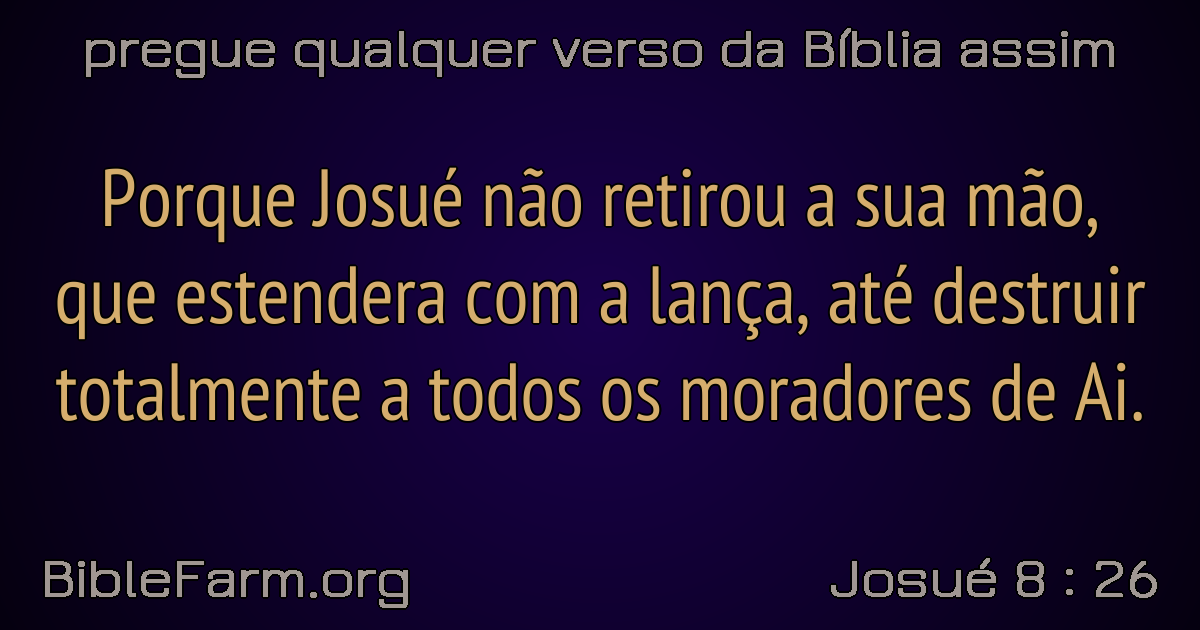 pregue qualquer verso da Bíblia assim
Porque Josué não retirou a sua mão,
que estendera com a lança, até destruir
totalmente a todos os moradores de Ai.
BibleFarm.org
Josué 8 : 26